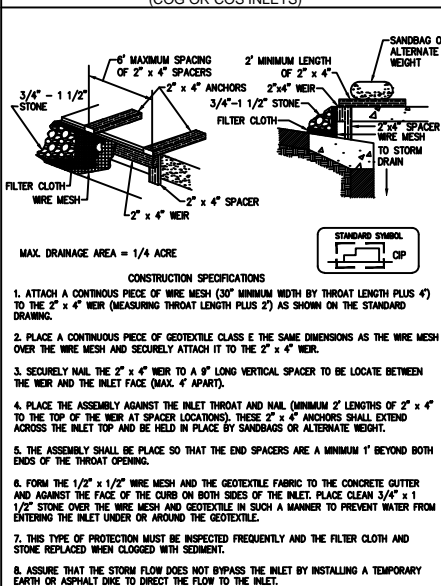 (COG OR COS INLETS)
6' MAXIMUM SPACING
OF 2" x 4" SPACERS
2" x 4" ANCHORS
3/4" - 1 1/2"
STONE
FILTER CLOTH
WIRE MESH
2" x 4" SPACER
2" x 4" WEIR
SANDBAG O
ALTERNATE
WEIGHT
2' MINIMUM LENGTH
OF 2" x 4"
2"x4" WEIR
3/4"-1 1/2" STONE
FILTER CLOTH
2"x4" SPACER
WIRE MESH
TO STORM
DRAIN
MAX. DRAINAGE AREA = 1/4 ACRE
STANDARD SYMBOL
CIP
CONSTRUCTION SPECIFICATIONS
1. ATTACH A CONTINOUS PIECE OF WIRE MESH (30" MINIMUM WIDTH BY THROAT LENGTH PLUS 4')
TO THE 2" x 4" WEIR (MEASURING THROAT LENGTH PLUS 2') AS SHOWN ON THE STANDARD
DRAWING.
2. PLACE A CONTINUOUS PIECE OF GEOTEXTILE CLASS E THE SAME DIMENSIONS AS THE WIRE MESH
OVER THE WIRE MESH AND SECURELY ATTACH IT TO THE 2" x 4" WEIR.
3. SECURELY NAIL THE 2" x 4" WEIR TO A 9" LONG VERTICAL SPACER TO BE LOCATE BETWEEN
THE WEIR AND THE INLET FACE (MAX. 4' APART).
4. PLACE THE ASSEMBLY AGAINST THE INLET THROAT AND NAIL (MINIMUM 2' LENGTHS OF 2" x 4"
TO THE TOP OF THE WEIR AT SPACER LOCATIONS). THESE 2" x 4" ANCHORS SHALL EXTEND
ACROSS THE INLET TOP AND BE HELD IN PLACE BY SANDBAGS OR ALTERNATE WEIGHT.
5. THE ASSEMBLY SHALL BE PLACE SO THAT THE END SPACERS ARE A MINIMUM 1' BEYOND BOTH
ENDS OF THE THROAT OPENING.
6. FORM THE 1/2" x 1/2" WIRE MESH AND THE GEOTEXTILE FABRIC TO THE CONCRETE GUTTER
AND AGAINST THE FACE OF THE CURB ON BOTH SIDES OF THE INLET. PLACE CLEAN 3/4" x 1
1/2" STONE OVER THE WIRE MESH AND GEOTEXTILE IN SUCH A MANNER TO PREVENT WATER FROM
ENTERING THE INLET UNDER OR AROUND THE GEOTEXTILE.
7. THIS TYPE OF PROTECTION MUST BE INSPECTED FREQUENTLY AND THE FILTER CLOTH AND
STONE REPLACED WHEN CLOGGED WITH SEDIMENT.
8. ASSURE THAT THE STORM FLOW DOES NOT BYPASS THE INLET BY INSTALLING A TEMPORARY
EARTH OR ASPHALT DIKE TO DIRECT THE FLOW TO THE INLET.